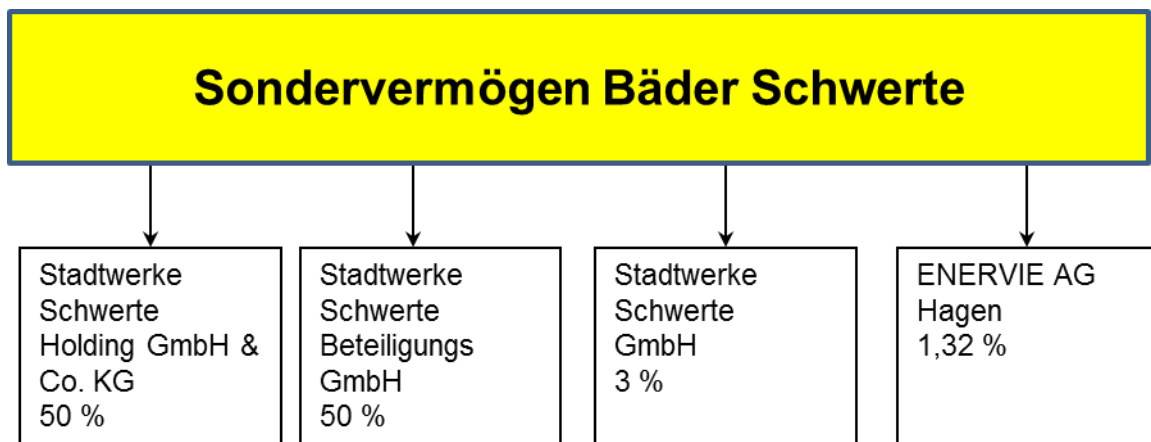 Sondervermögen Bäder Schwerte
Stadtwerke
Schwerte
Holding GmbH &
Co. KG
50 %
Stadtwerke
Schwerte
Beteiligungs
GmbH
50 %
Stadtwerke
Schwerte
GmbH
3 %
ENERVIE AG
Hagen
1,32 %